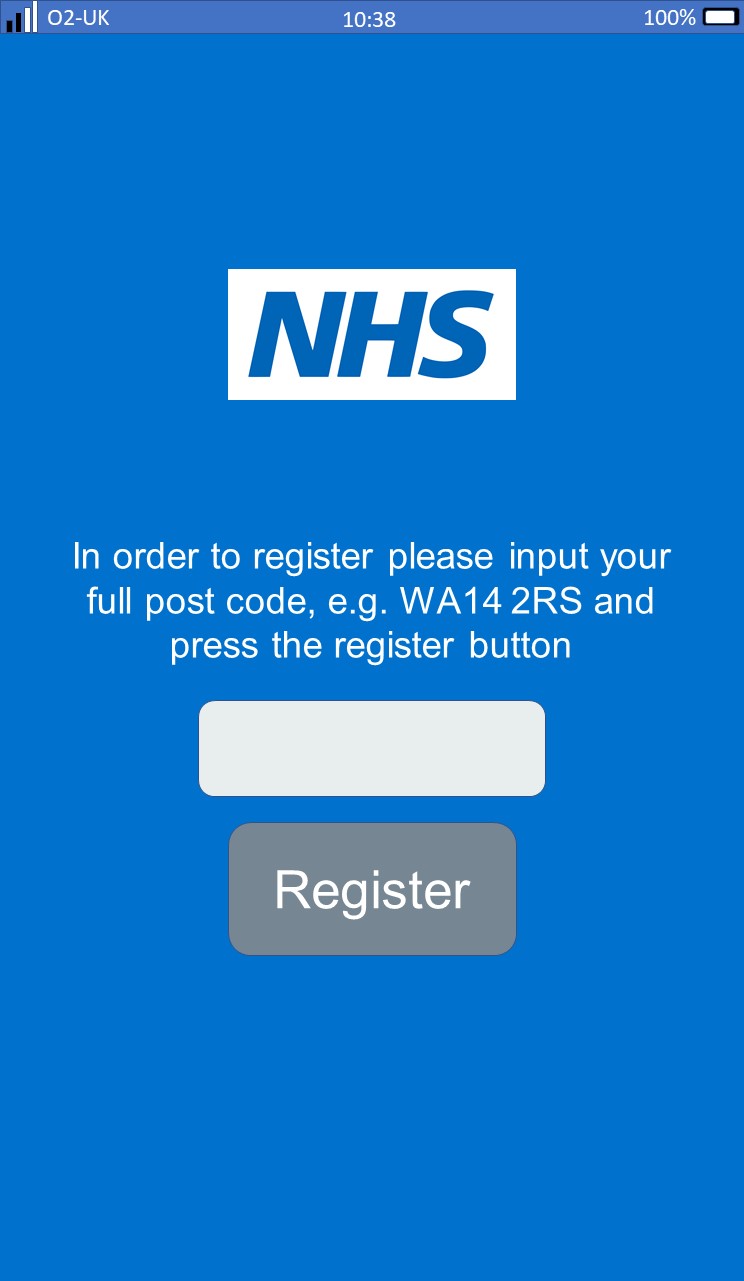 O2-UK 10:38 100%
NHS
In order to register please input your
full post code, e.g. WA14 2RS and
press the register button
Register